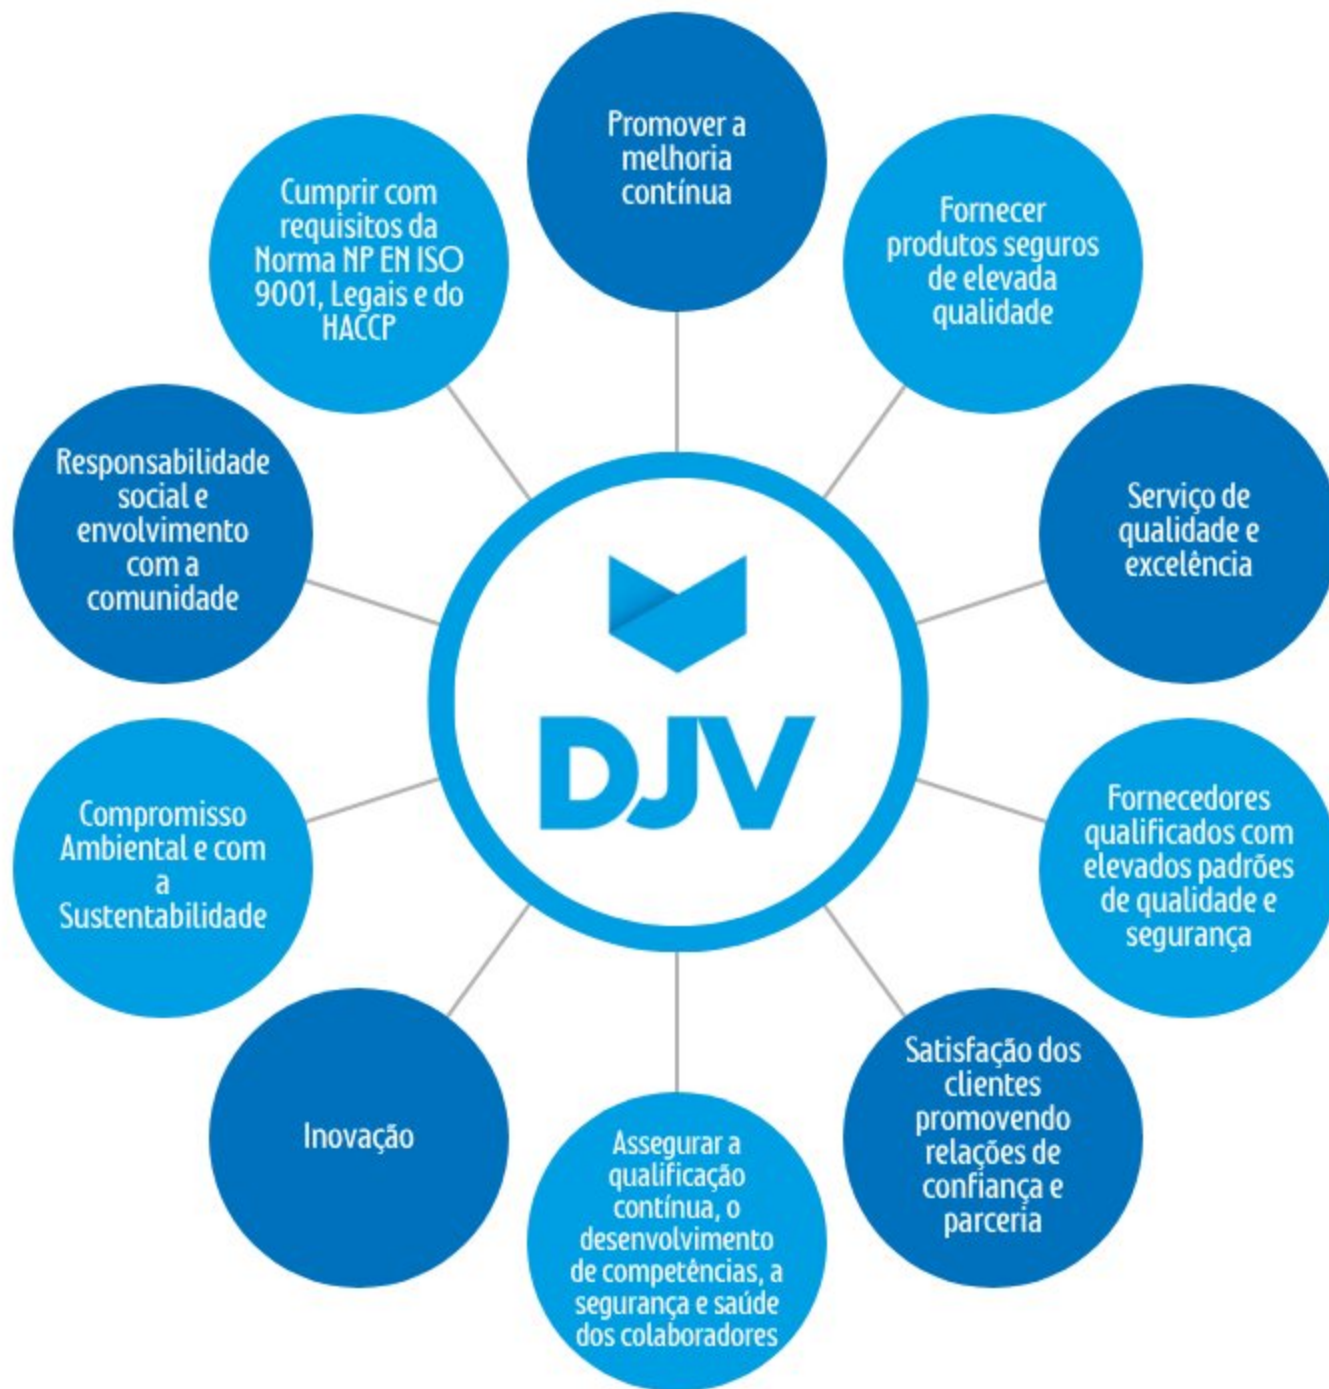 Promover a
melhoria
contínua
Fornecer
produtos seguros
de elevada
qualidade
Serviço de
qualidade e
excelência
Fornecedores
qualificados com
elevados padrões
de qualidade e
segurança
Satisfação dos
clientes
promovendo
relações de
confiança e
parceria
Assegurar a
qualificação
contínua, o
desenvolvimento
de competências, a
segurança e saúde
dos colaboradores
Inovação
Compromisso
Ambiental e com
a
Sustentabilidade
Responsabilidade
social e
envolvimento
com a
comunidade
Cumprir com
requisitos da
Norma NP EN ISO
9001, Legais e do
HACCP
DJV